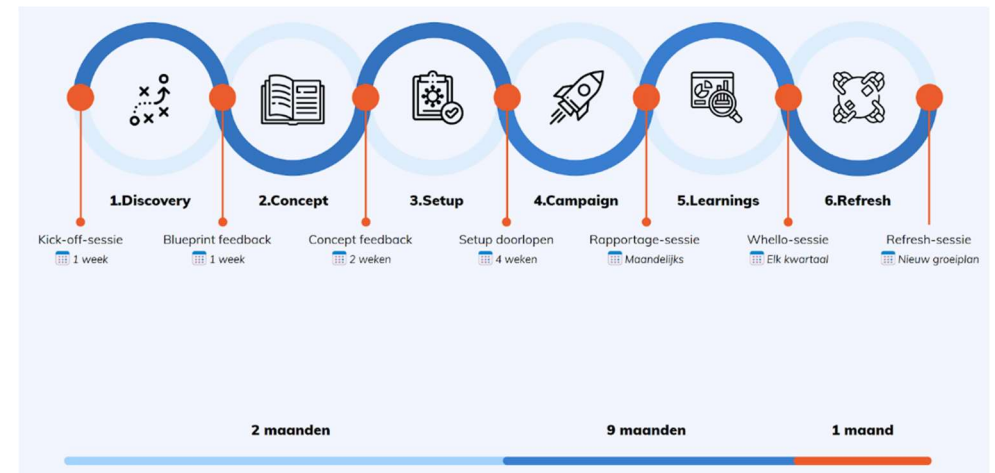 1.Discovery
2.Concept
3.Setup
4.Campaign
5.Learnings
6.Refresh
Kick-off-sessie
1 week
Blueprint feedback
1 week
Concept feedback
2 weken
Setup doorlopen
4 weken
Rapportage-sessie
Maandelijks
Whello-sessie
Elk kwartaal
Refresh-sessie
Nieuw groeiplan
2 maanden
9 maanden
1 maand